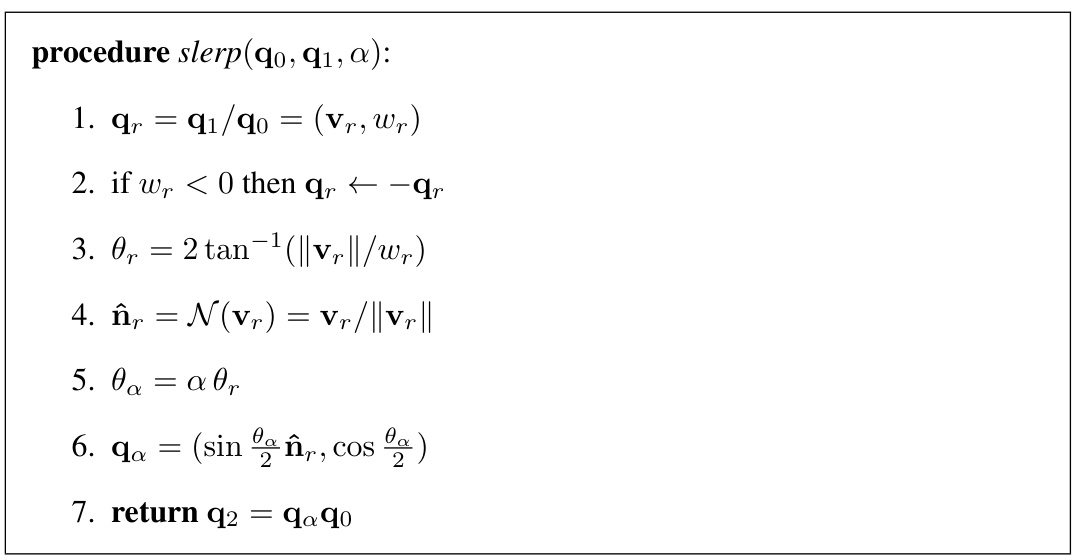 procedure slerp(q₀, q₁, α):
1. qᵣ = q₁/q₀ = (vᵣ, wᵣ)
2. if wᵣ < 0 then qᵣ ← −qᵣ
3. θᵣ = 2 tan⁻¹(‖vᵣ‖/wᵣ)
4. n̂ᵣ = 𝒩(vᵣ) = vᵣ/‖vᵣ‖
5. θ_α = α θᵣ
6. q_α = (sin θ_α/2 n̂ᵣ, cos θ_α/2)
7. return q₂ = q_αq₀